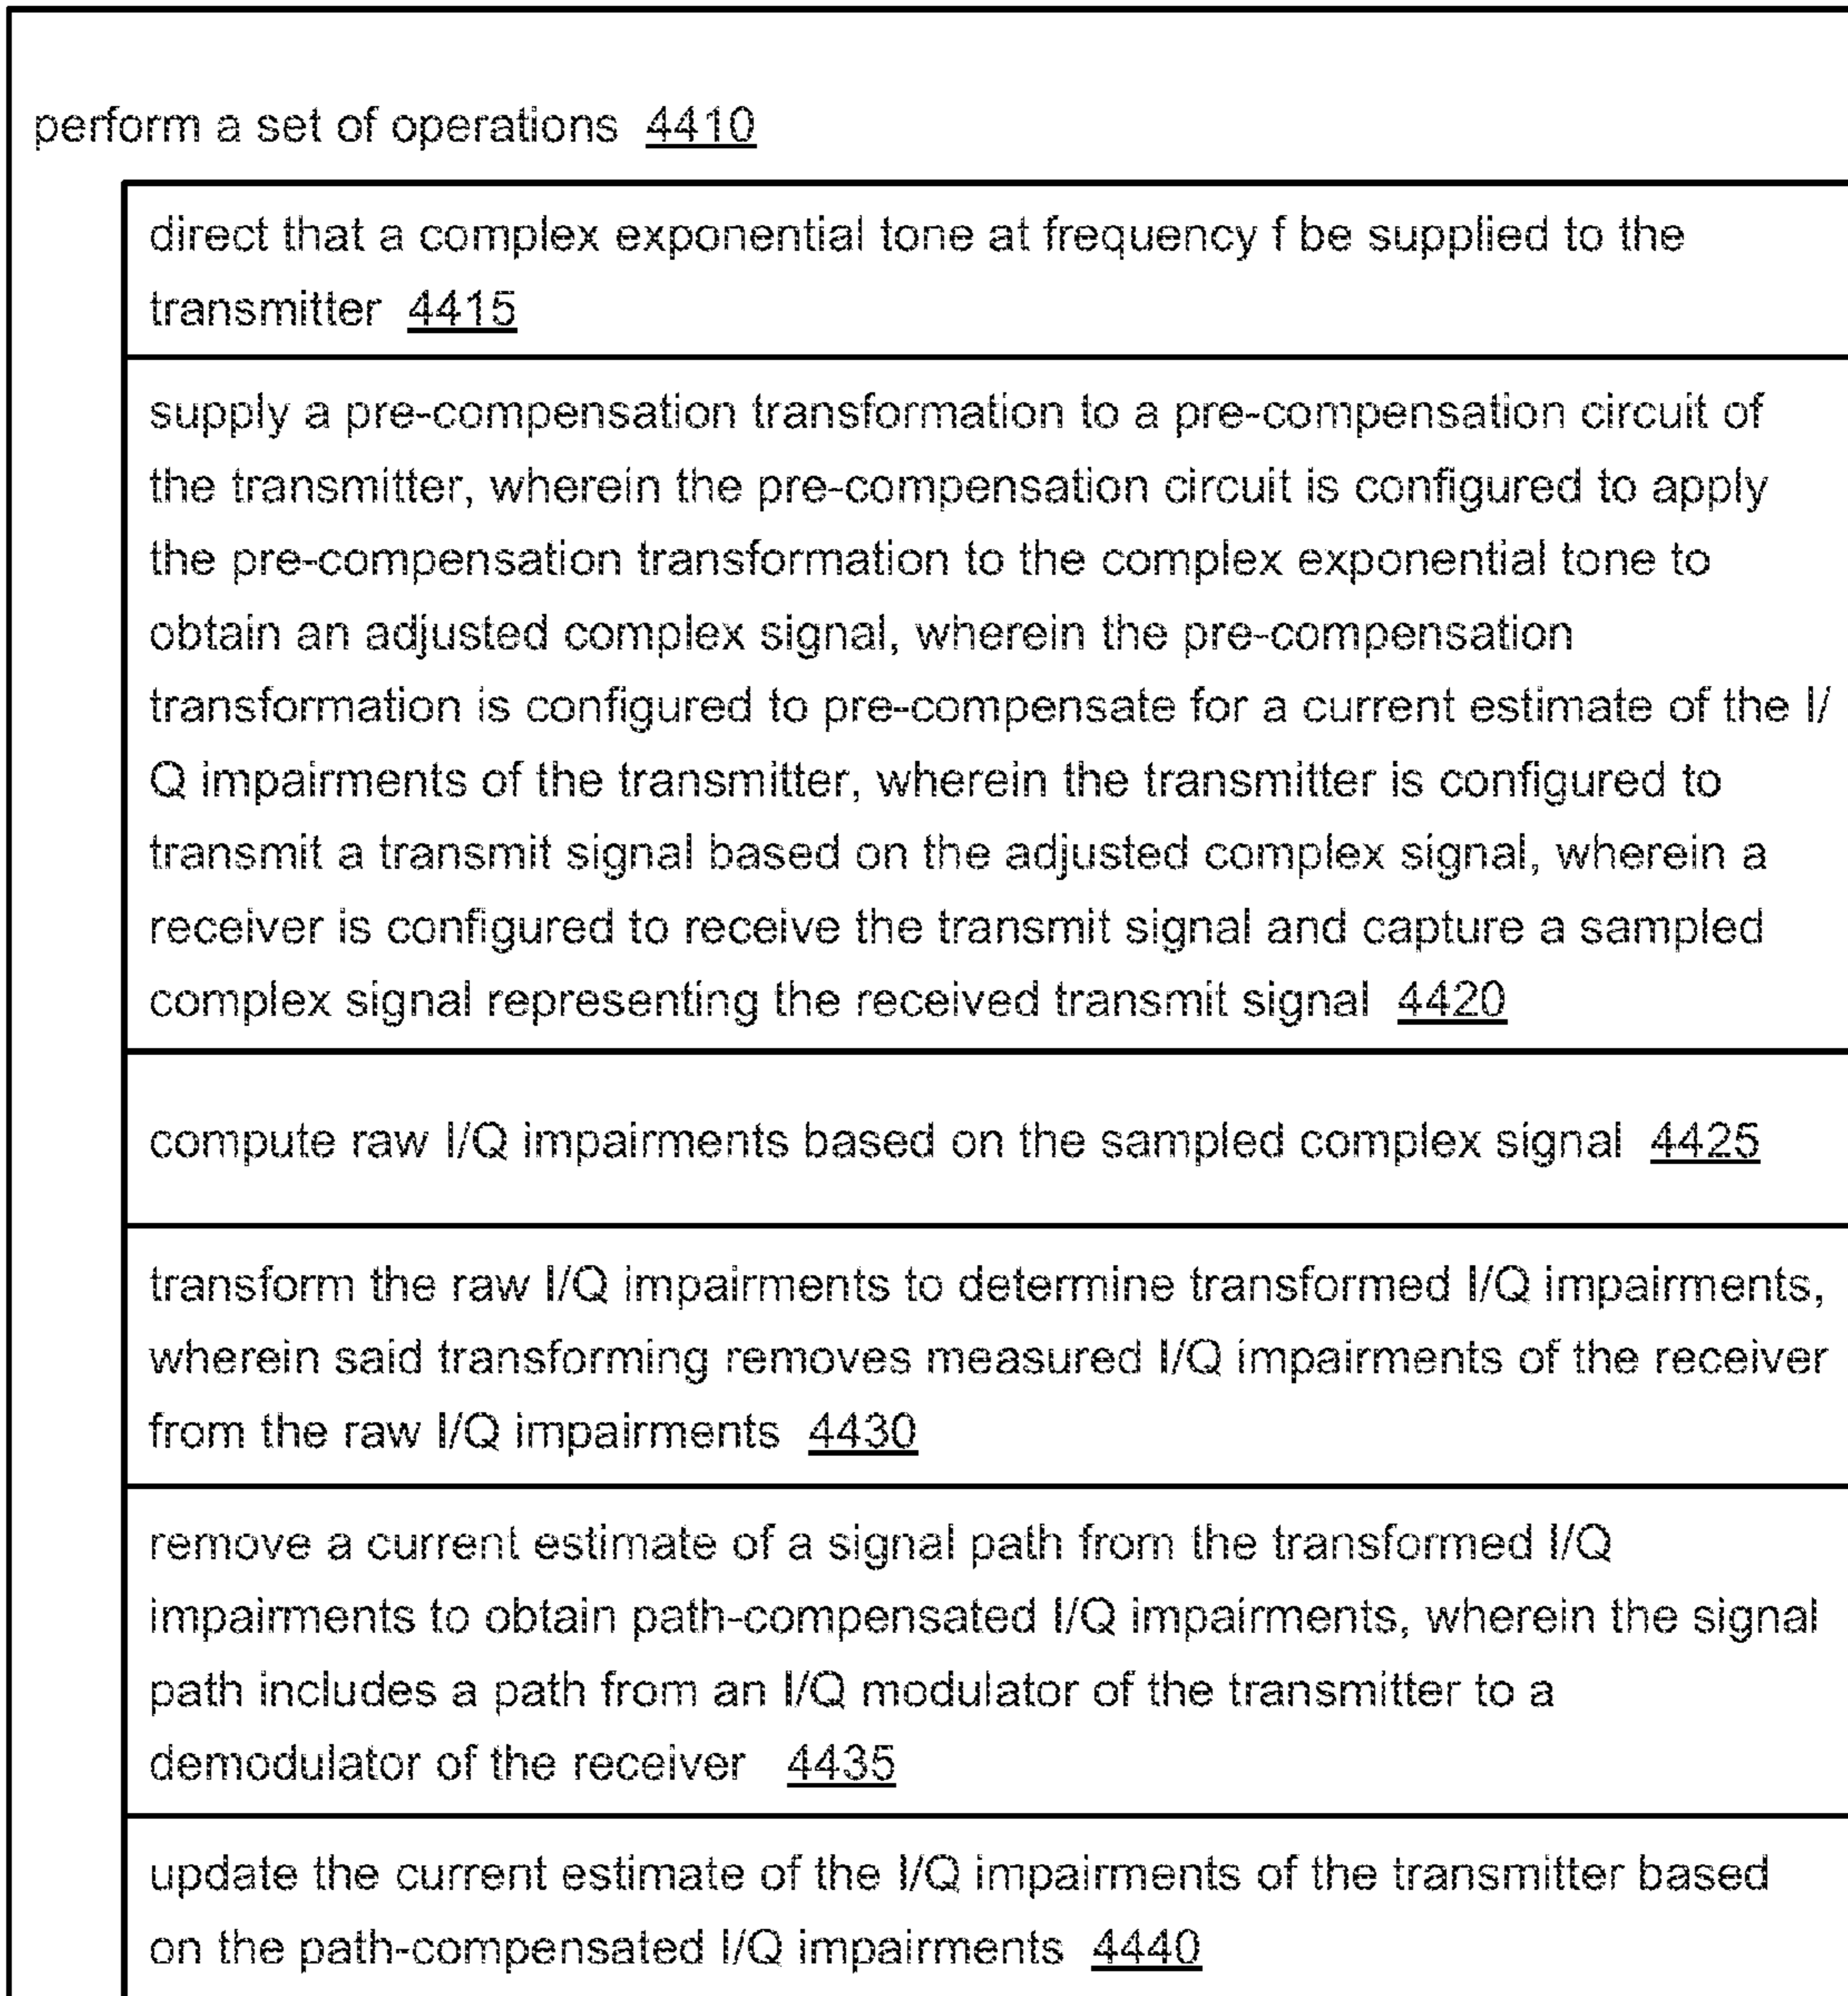 perform a set of operations 4410
direct that a complex exponential tone at frequency f be supplied to the
transmitter 4415
supply a pre-compensation transformation to a pre-compensation circuit of
the transmitter, wherein the pre-compensation circuit is configured to apply
the pre-compensation transformation to the complex exponential tone to
obtain an adjusted complex signal, wherein the pre-compensation
transformation is configured to pre-compensate for a current estimate of the I/
Q impairments of the transmitter, wherein the transmitter is configured to
transmit a transmit signal based on the adjusted complex signal, wherein a
receiver is configured to receive the transmit signal and capture a sampled
complex signal representing the received transmit signal 4420
compute raw I/Q impairments based on the sampled complex signal 4425
transform the raw I/Q impairments to determine transformed I/Q impairments,
wherein said transforming removes measured I/Q impairments of the receiver
from the raw I/Q impairments 4430
remove a current estimate of a signal path from the transformed I/Q
impairments to obtain path-compensated I/Q impairments, wherein the signal
path includes a path from an I/Q modulator of the transmitter to a
demodulator of the receiver 4435
update the current estimate of the I/Q impairments of the transmitter based
on the path-compensated I/Q impairments 4440